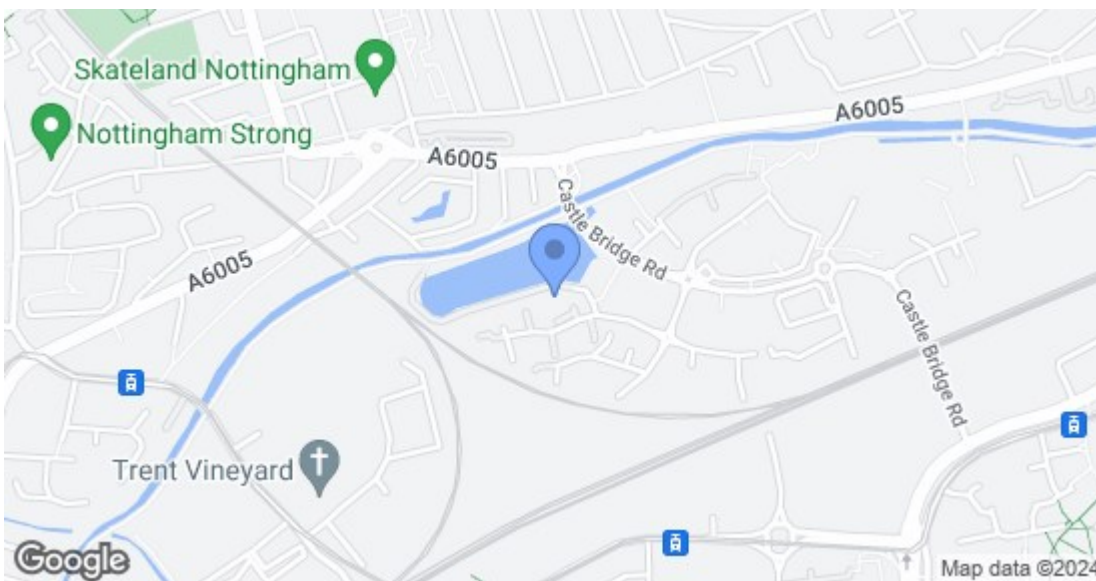 Skateland Nottingham
Nottingham Strong
A6005
A6005
A6005
Castle Bridge Rd
Castle Bridge Rd
Trent Vineyard
Google
Map data ©2024